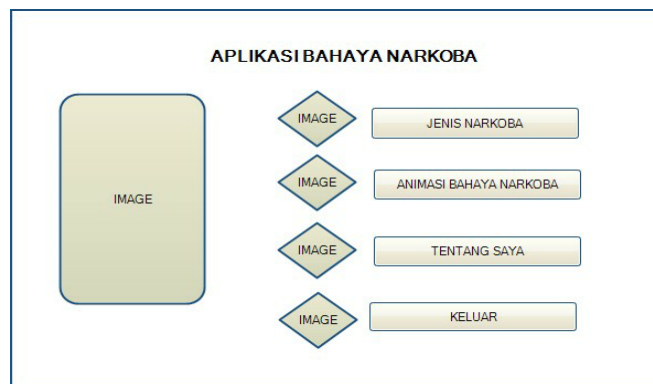 APLIKASI BAHAYA NARKOBA
IMAGE
IMAGE
JENIS NARKOBA
IMAGE
ANIMASI BAHAYA NARKOBA
IMAGE
TENTANG SAYA
IMAGE
KELUAR